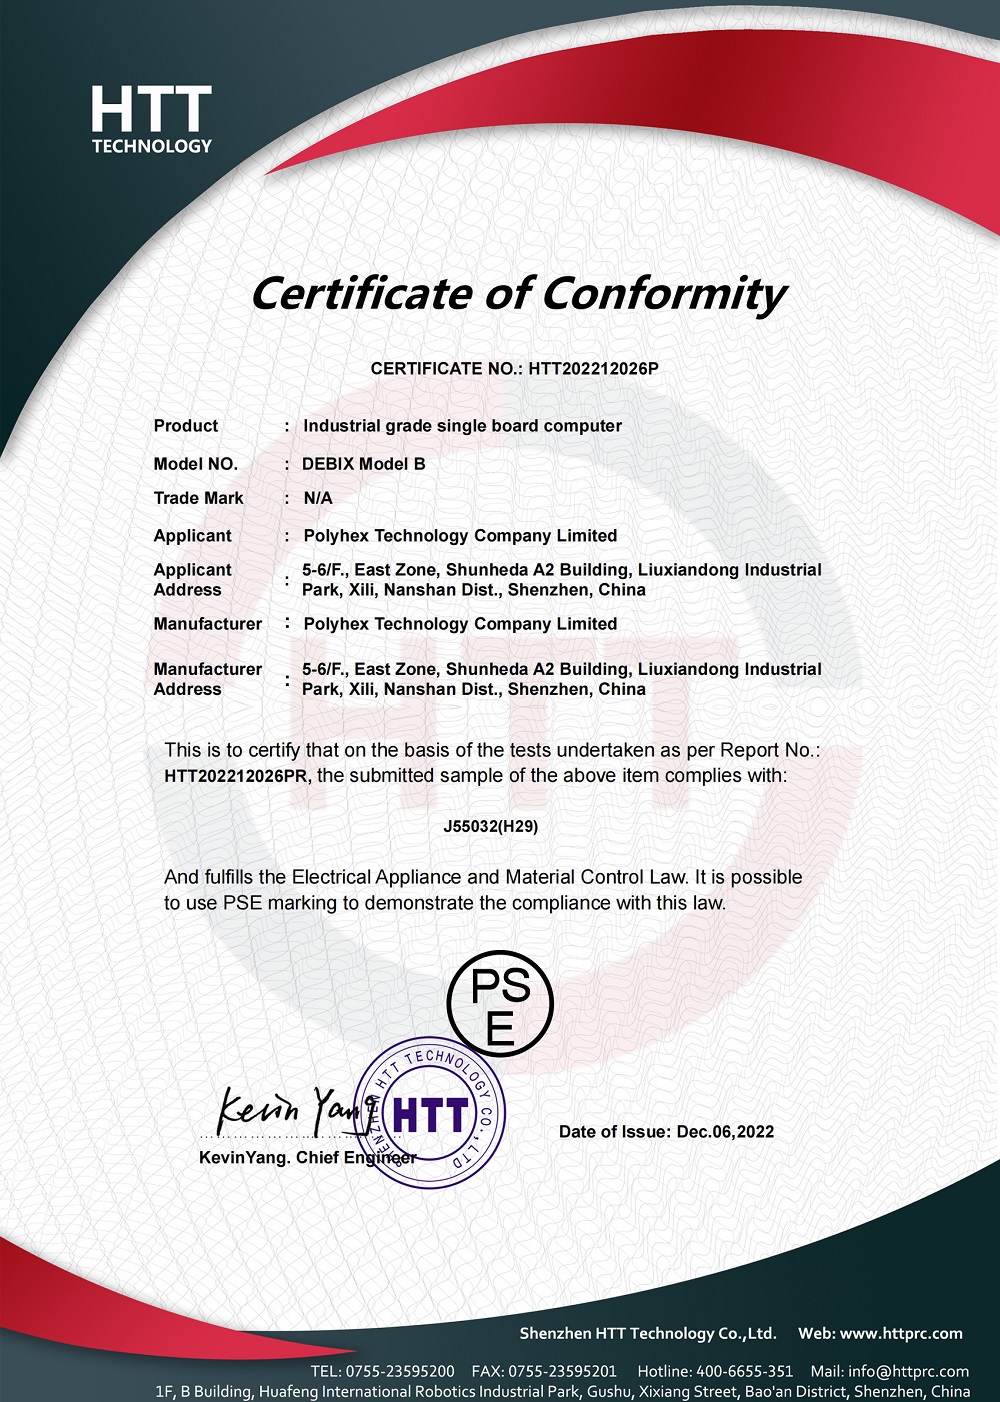 HTT
TECHNOLOGY
Certificate of Conformity
CERTIFICATE NO.: HTT202212026P
Product : Industrial grade single board computer
Model NO. : DEBIX Model B
Trade Mark : N/A
Applicant : Polyhex Technology Company Limited
Applicant Address : 5-6/F., East Zone, Shunheda A2 Building, Liuxiandong Industrial
Park, Xili, Nanshan Dist., Shenzhen, China
Manufacturer : Polyhex Technology Company Limited
Manufacturer Address : 5-6/F., East Zone, Shunheda A2 Building, Liuxiandong Industrial
Park, Xili, Nanshan Dist., Shenzhen, China
HTT
This is to certify that on the basis of the tests undertaken as per Report No.:
HTT202212026PR, the submitted sample of the above item complies with:
J55032(H29)
And fulfills the Electrical Appliance and Material Control Law. It is possible
to use PSE marking to demonstrate the compliance with this law.
PS
E
SHENZHEN HTT TECHNOLOGY CO.,LTD
HTT
Kevin Yang
KevinYang. Chief Engineer
Date of Issue: Dec.06,2022
Shenzhen HTT Technology Co.,Ltd. Web: www.httprc.com
TEL: 0755-23595200 FAX: 0755-23595201 Hotline: 400-6655-351 Mail: info@httprc.com
1F, B Building, Huafeng International Robotics Industrial Park, Gushu, Xixiang Street, Bao'an District, Shenzhen, China